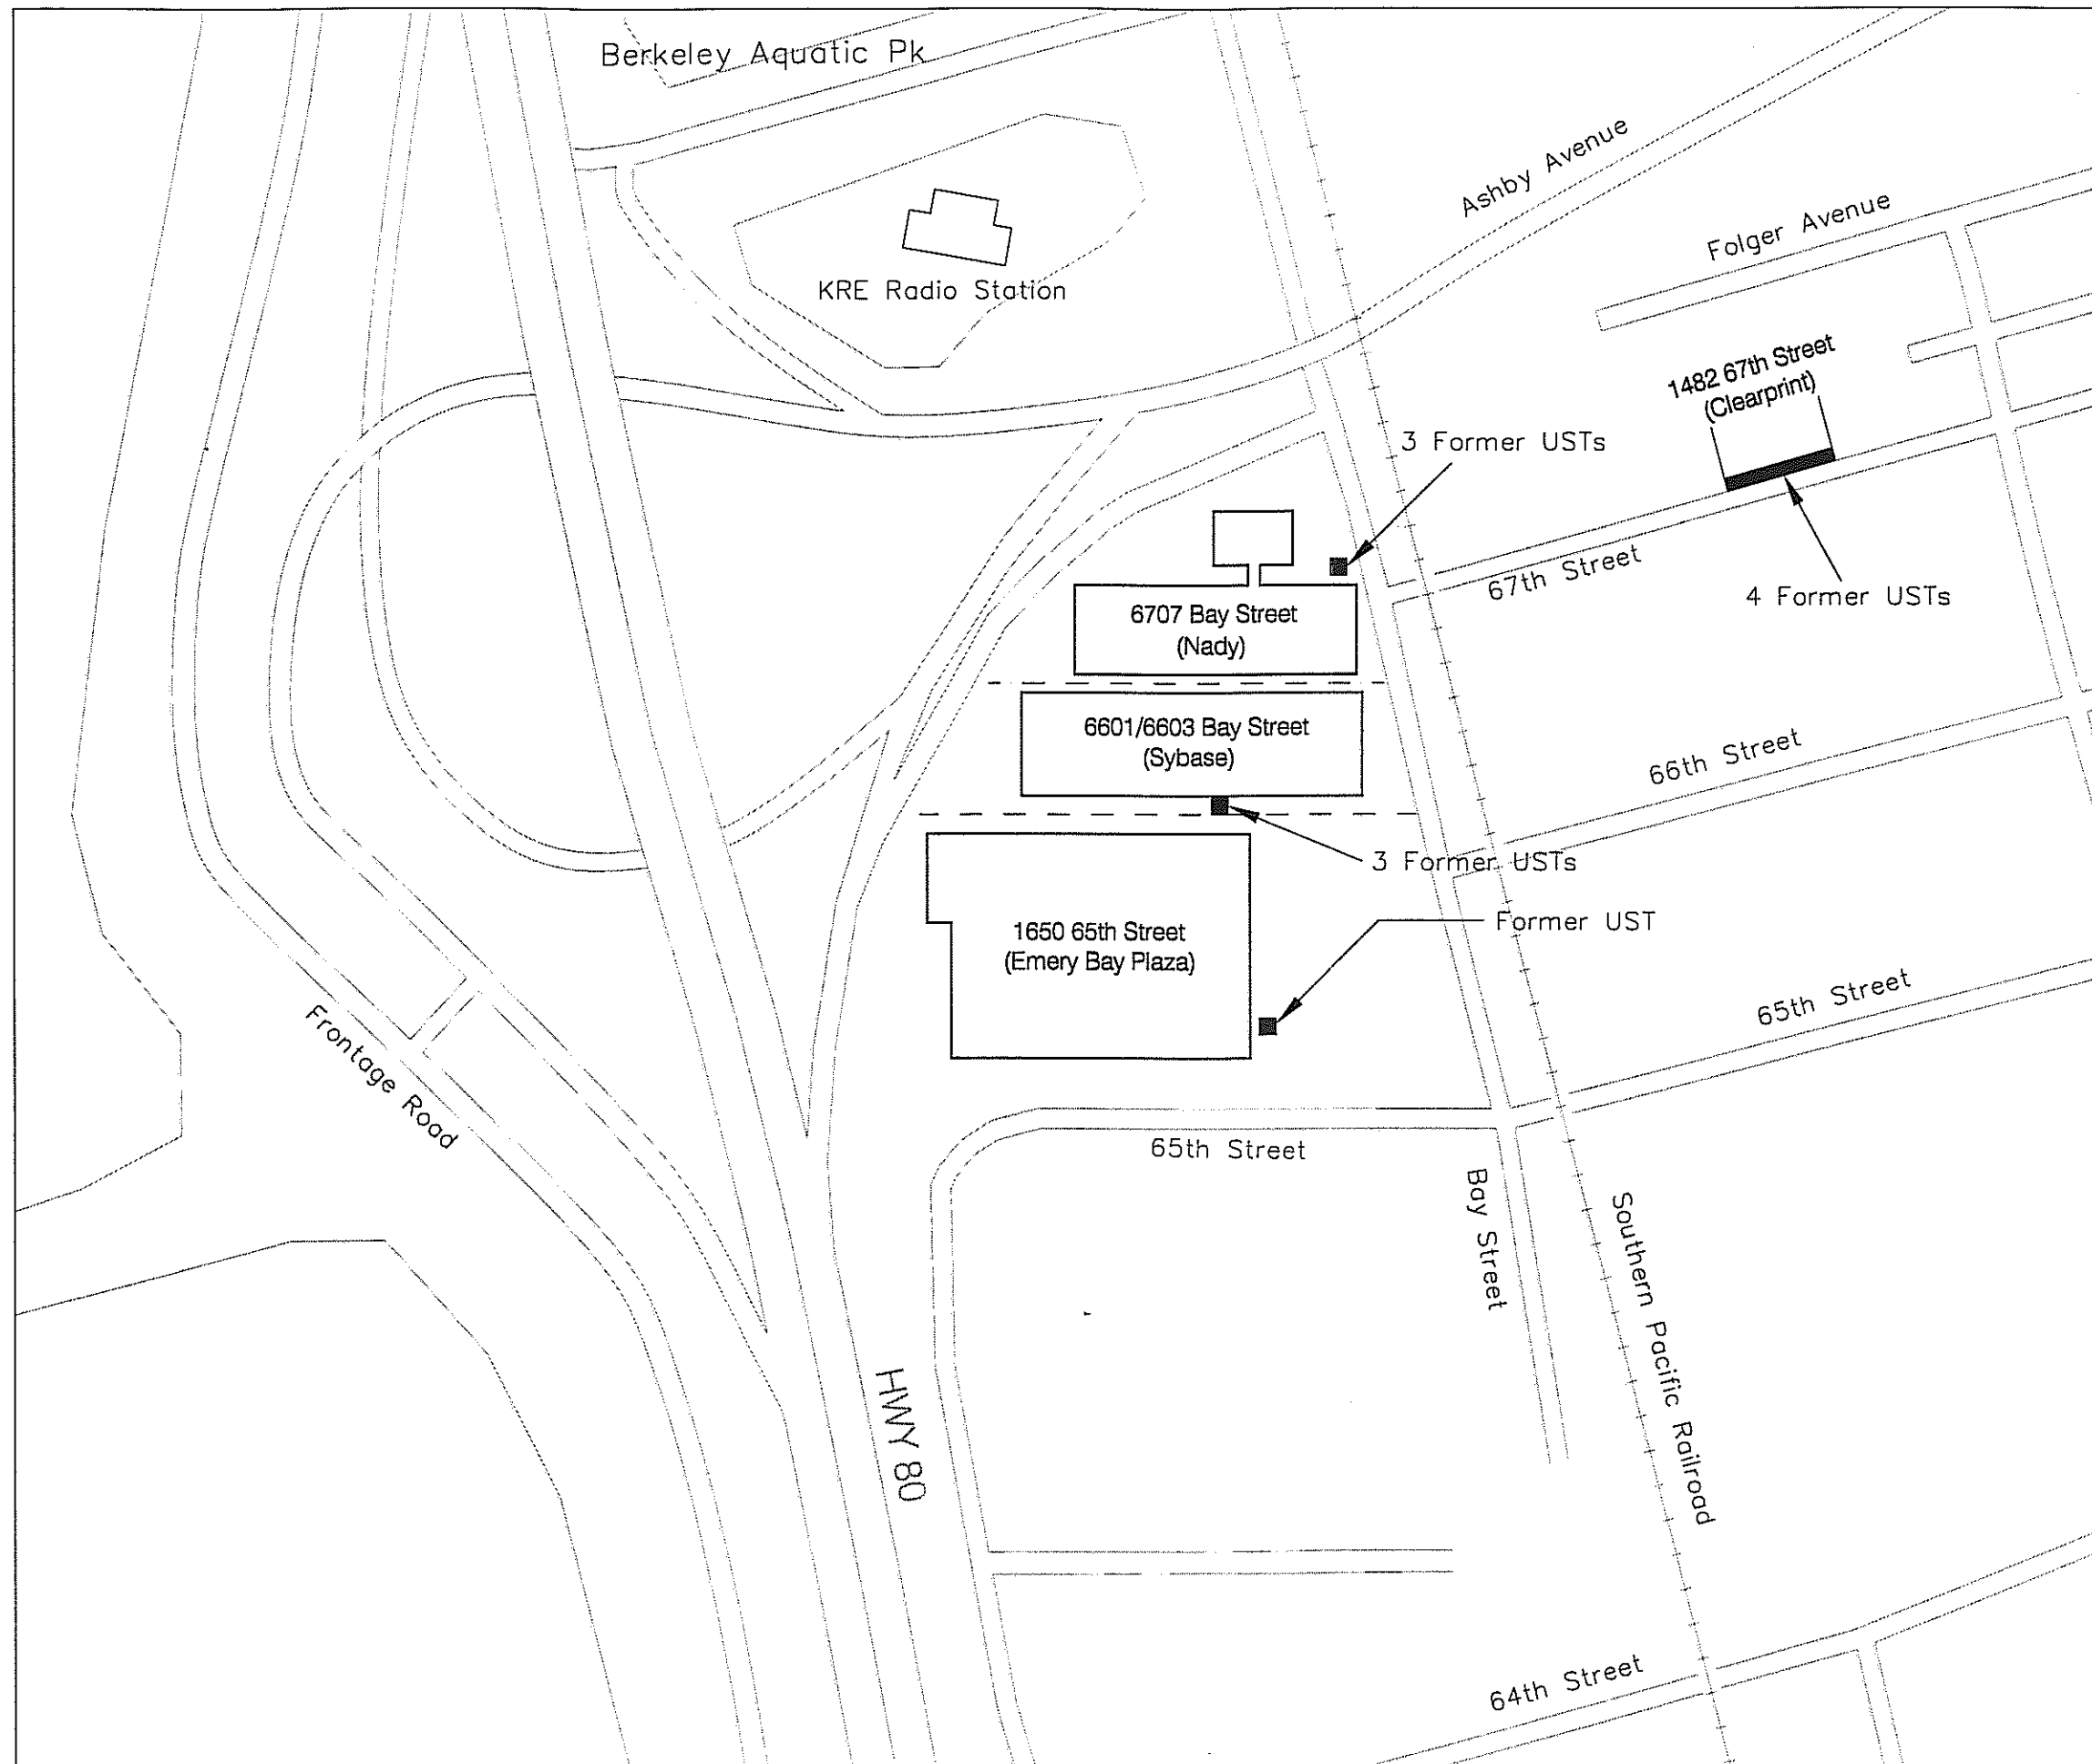 Berkeley Aquatic Pk
Ashby Avenue
Folger Avenue
KRE Radio Station
1482 67th Street
(Clearprint)
3 Former USTs
67th Street
4 Former USTs
6707 Bay Street
(Nady)
6601/6603 Bay Street
(Sybase)
66th Street
3 Former USTs
Former UST
1650 65th Street
(Emery Bay Plaza)
65th Street
Frontage Road
65th Street
Bay Street
Southern Pacific Railroad
HWY 80
64th Street